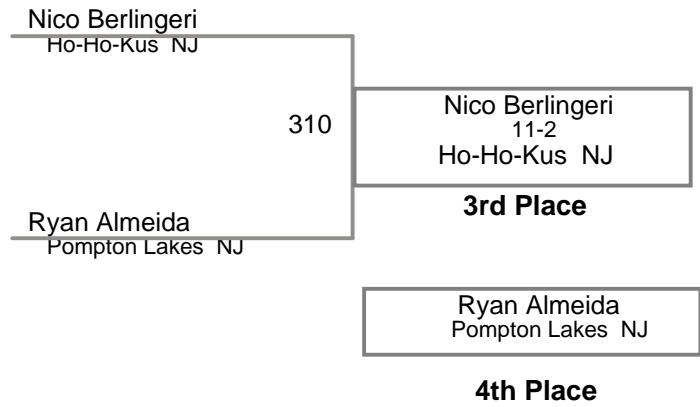 Nico Berlingeri
Ho-Ho-Kus NJ
310
Nico Berlingeri
11-2
Ho-Ho-Kus NJ
3rd Place
Ryan Almeida
Pompton Lakes NJ
Ryan Almeida
Pompton Lakes NJ
4th Place